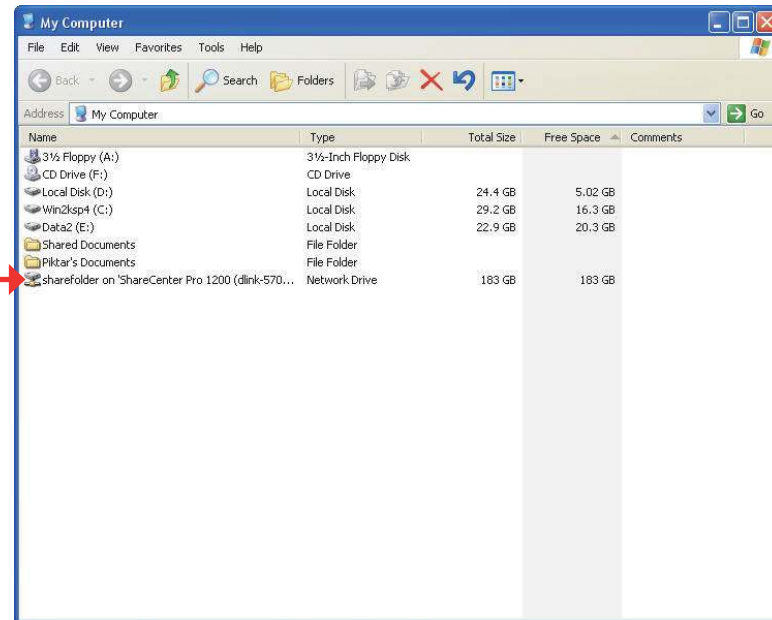 My Computer
File Edit View Favorites Tools Help
Back Search Folders
Address My Computer Go
Name Type Total Size Free Space Comments
3½ Floppy (A:) 3½-Inch Floppy Disk
CD Drive (F:) CD Drive
Local Disk (D:) Local Disk 24.4 GB 5.02 GB
Win2ksp4 (C:) Local Disk 29.2 GB 16.3 GB
Data2 (E:) Local Disk 22.9 GB 20.3 GB
Shared Documents File Folder
Piktar's Documents File Folder
sharefolder on 'ShareCenter Pro 1200 (dlink-570... Network Drive 183 GB 183 GB